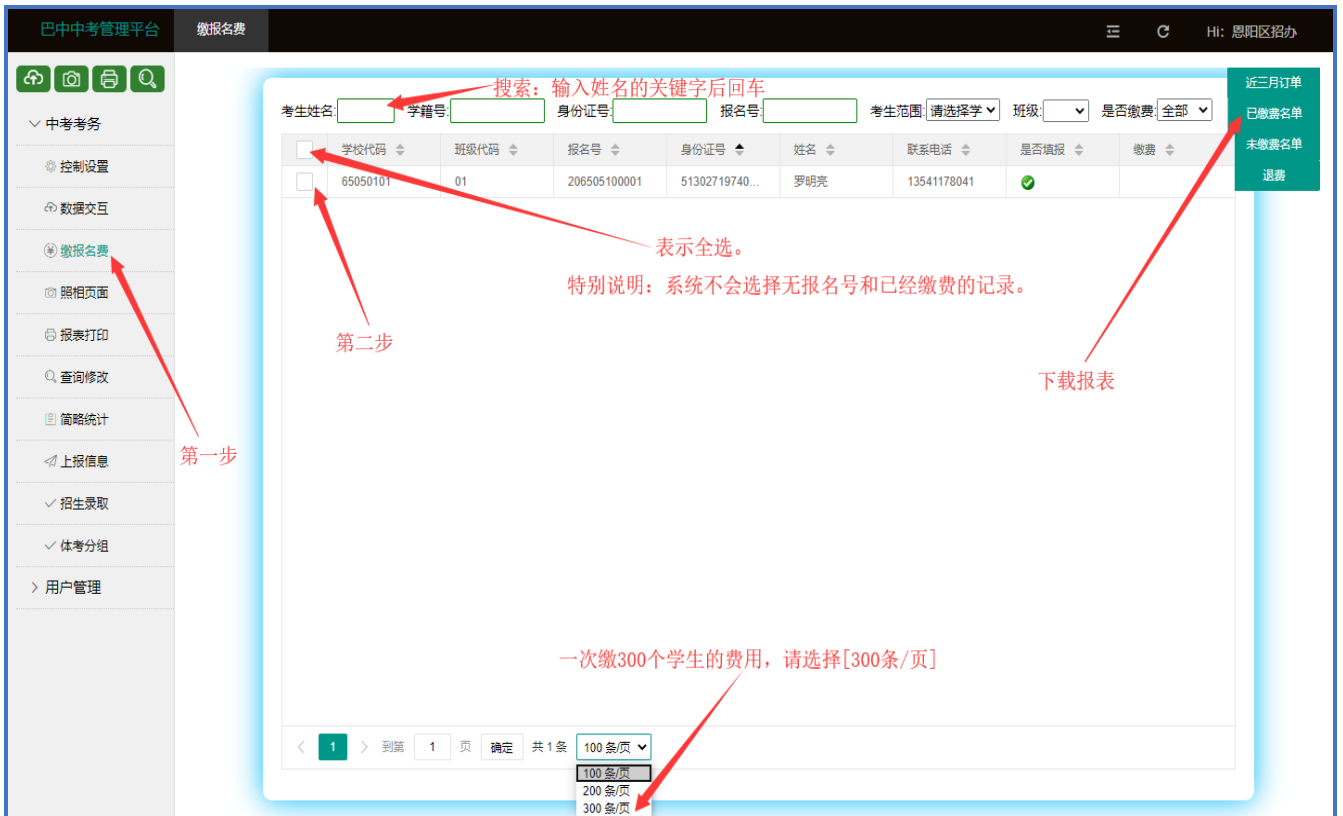 巴中中考管理平台 缴报名费 Hi: 恩阳区招办
近三月订单
已缴费名单
未缴费名单
退费
搜索：输入姓名的关键字后回车
考生姓名: 学籍号: 身份证号: 报名号: 考生范围: 请选择学 班级: 是否缴费: 全部
学校代码 班级代码 报名号 身份证号 姓名 联系电话 是否填报 缴费
65050101 01 206505100001 51302719740... 罗明亮 13541178041
中考考务
控制设置
数据交互
缴报名费
照相页面
报表打印
查询修改
简略统计
上报信息
招生录取
体考分组
用户管理
表示全选。
特别说明：系统不会选择无报名号和已经缴费的记录。
第二步
下载报表
第一步
一次缴300个学生的费用，请选择[300条/页]
1 到第 1 页 确定 共 1 条 100 条/页
100 条/页
200 条/页
300 条/页